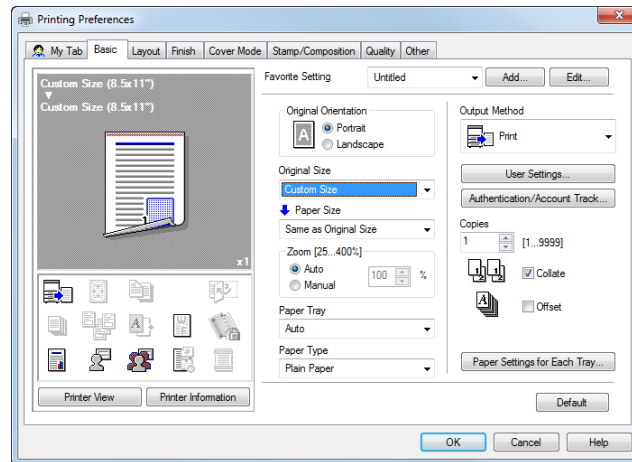 Printing Preferences
My Tab Basic Layout Finish Cover Mode Stamp/Composition Quality Other
Custom Size (8.5x11")
Custom Size (8.5x11")
1
x1
Printer View Printer Information
Favorite Setting Untitled Add... Edit...
Original Orientation
A
Portrait
Landscape
Original Size
Custom Size
Paper Size
Same as Original Size
Zoom [25...400%]
Auto
Manual
100 %
Paper Tray
Auto
Paper Type
Plain Paper
Output Method
Print
User Settings...
Authentication/Account Track...
Copies
1 [1...9999]
Collate
Offset
Paper Settings for Each Tray...
Default
OK Cancel Help